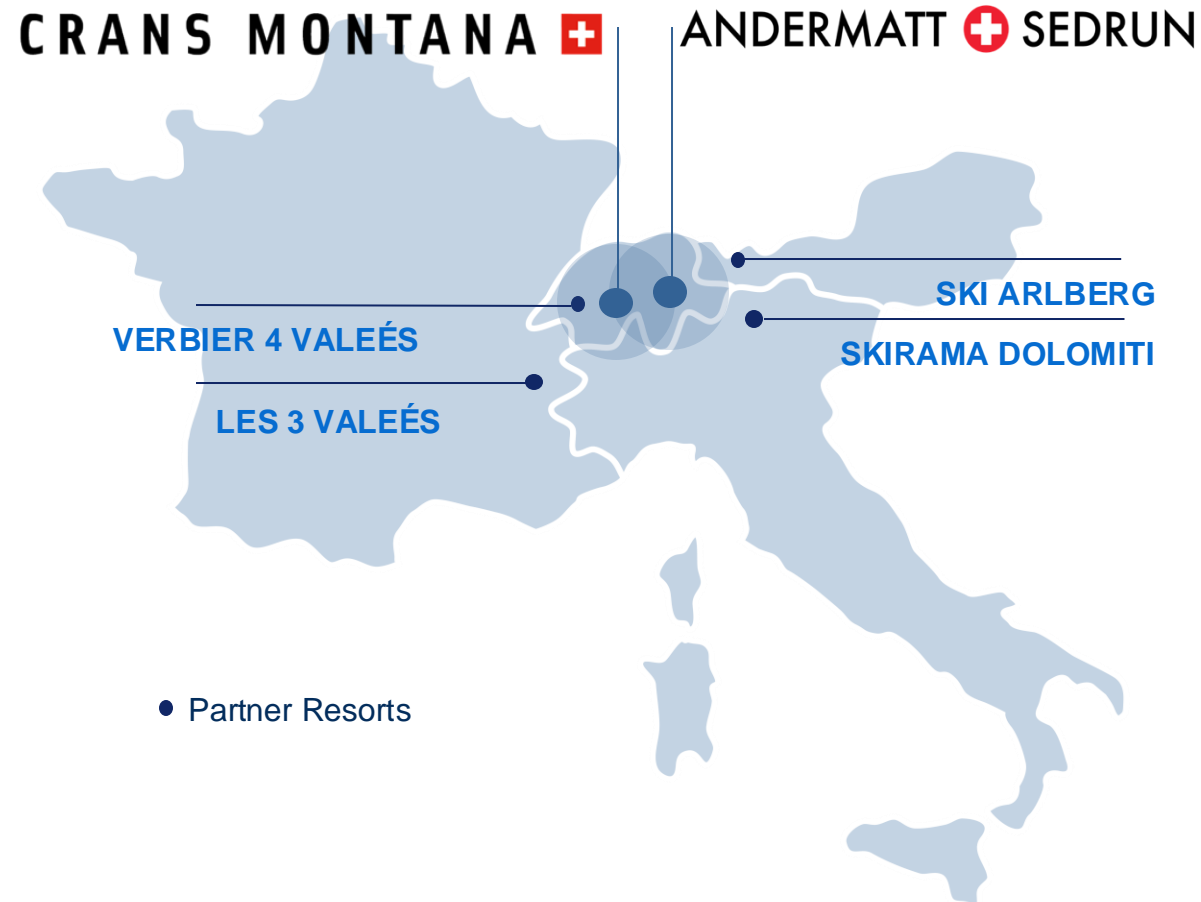 CRANS MONTANA
ANDERMATT SEDRUN
SKI ARLBERG
VERBIER 4 VALEÉS
SKIRAMA DOLOMITI
LES 3 VALEÉS
Partner Resorts